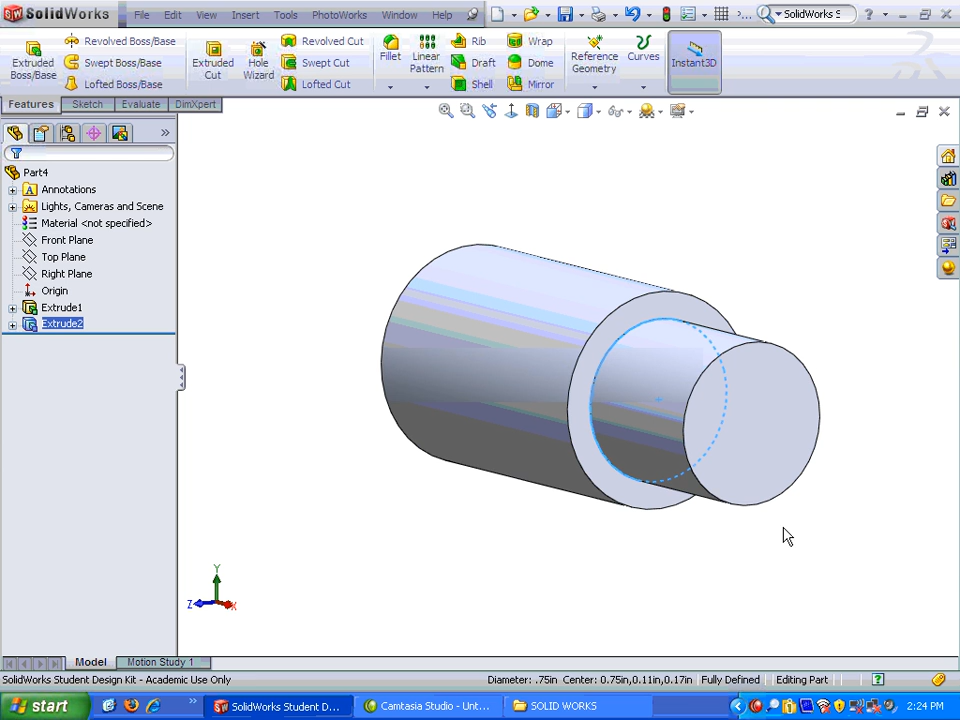 SolidWorks File Edit View Insert Tools PhotoWorks Window Help ... SolidWorks S ?
Extruded Boss/Base
Revolved Boss/Base
Swept Boss/Base
Lofted Boss/Base
Extruded Cut
Hole Wizard
Revolved Cut
Swept Cut
Lofted Cut
Fillet
Linear Pattern
Rib
Draft
Shell
Wrap
Dome
Mirror
Reference Geometry
Curves
Instant3D
Features Sketch Evaluate DimXpert
Part4
Annotations
Lights, Cameras and Scene
Material <not specified>
Front Plane
Top Plane
Right Plane
Origin
Extrude1
Extrude2
Y
Z X
Model Motion Study 1
SolidWorks Student Design Kit - Academic Use Only Diameter: .75in Center: 0.75in,0.11in,0.17in Fully Defined Editing Part
start SolidWorks Student D... Camtasia Studio - Unt... SOLID WORKS 2:24 PM